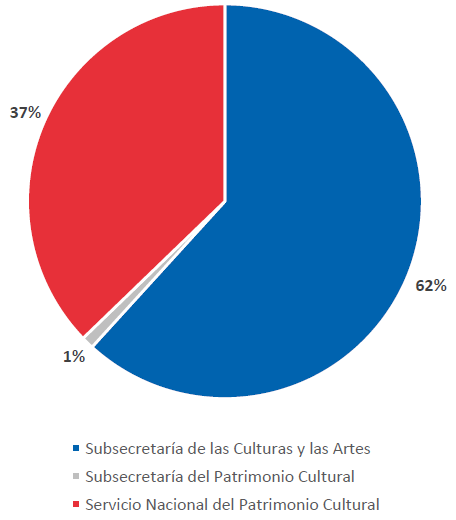 37%
62%
1%
Subsecretaría de las Culturas y las Artes
Subsecretaría del Patrimonio Cultural
Servicio Nacional del Patrimonio Cultural